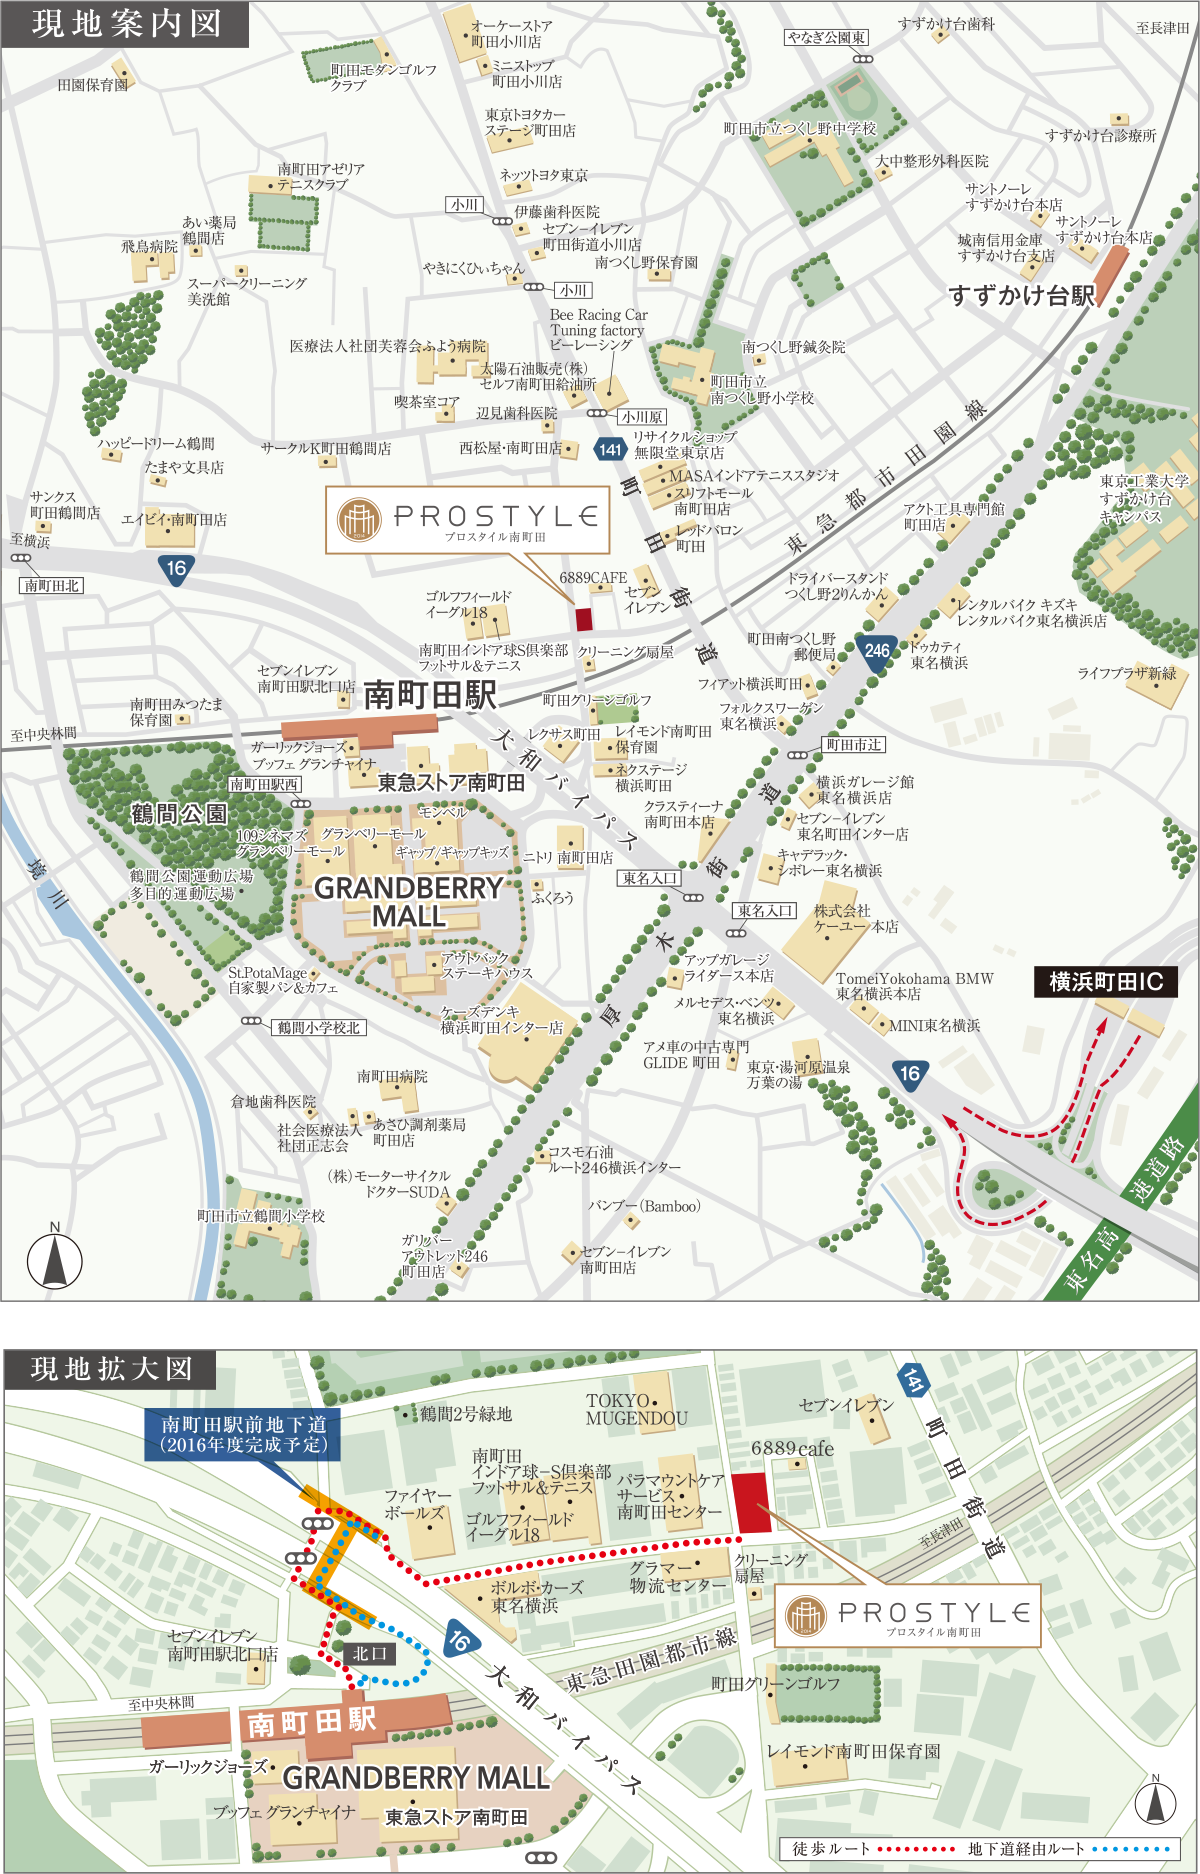 現地案内図
オーケーストア
町田小川店
ミニストップ
町田小川店
やなぎ公園東
すずかけ台歯科
至長津田
田園保育園
町田モダンゴルフ
クラブ
東京トヨタカー
ステージ町田店
町田市立つくし野中学校
すずかけ台診療所
大中整形外科医院
南町田アゼリア
テニスクラブ
ネッツトヨタ東京
サントノーレ
すずかけ台本店
サントノーレ
すずかけ台本店
小川
伊藤歯科医院
セブン-イレブン
町田街道小川店
あい薬局
鶴間店
飛鳥病院
城南信用金庫
すずかけ台支店
やきにくひぃちゃん
南つくし野保育園
スーパークリーニング
美洗館
小川
すずかけ台駅
Bee Racing Car
Tuning factory
ビーレーシング
医療法人社団芙蓉会ふよう病院
南つくし野鍼灸院
太陽石油販売(株)
セルフ南町田給油所
町田市立
南つくし野小学校
喫茶室コア
辺見歯科医院
小川原
ハッピードリーム鶴間
サークルK町田鶴間店
西松屋・南町田店
141
リサイクルショップ
無限堂東京店
たまや文具店
MASAインドアテニススタジオ
スリフトモール
南町田店
東京工業大学
すずかけ台
キャンパス
サンクス
町田鶴間店
エイビイ・南町田店
PROSTYLE
プロスタイル南町田
アクト工具専門館
町田店
町田街道
東急都市田園線
レッドバロン
町田
至横浜
南町田北
16
6889CAFE
セブン
イレブン
ドライバースタンド
つくし野2りんかん
ゴルフフィールド
イーグル18
レンタルバイク キズキ
レンタルバイク東名横浜店
町田南つくし野
郵便局
246
ドゥカティ
東名横浜
南町田インドア球S倶楽部
フットサル&テニス
クリーニング扇屋
セブンイレブン
南町田駅北口店
南町田駅
フィアット横浜町田
ライフプラザ新緑
南町田みつたま
保育園
町田グリーンゴルフ
フォルクスワーゲン
東名横浜
至中央林間
ガーリックジョーズ
ブッフェ グランチャイナ
大和バイパス
レクサス町田
レイモンド南町田
保育園
町田市辻
南町田駅西
東急ストア南町田
ネクステージ
横浜町田
横浜ガレージ館
東名横浜店
鶴間公園
モンベル
クラスティーナ
南町田本店
セブン-イレブン
東名町田インター店
109シネマズ
グランベリーモール
グランベリーモール
ギャップ/ギャップキッズ
ニトリ 南町田店
キャデラック・
シボレー東名横浜
境川
鶴間公園運動広場
多目的運動広場
GRANDBERRY
MALL
ふくろう
東名入口
東名入口
株式会社
ケーユー 本店
St.PotaMage
自家製パン&カフェ
アウトバック
ステーキハウス
厚木街道
アップガレージ
ライダース本店
TomeiYokohama BMW
東名横浜本店
横浜町田IC
鶴間小学校北
ケーズデンキ
横浜町田インター店
メルセデス・ベンツ
東名横浜
MINI東名横浜
アメ車の中古専門
GLIDE 町田
東京・湯河原温泉
万葉の湯
16
南町田病院
倉地歯科医院
社会医療法人
社団正志会
あさひ調剤薬局
町田店
コスモ石油
ルート246横浜インター
(株)モーターサイクル
ドクターSUDA
バンブー(Bamboo)
町田市立鶴間小学校
ガリバー
アウトレット246
町田店
セブン-イレブン
南町田店
東名高速道路
N
現地拡大図
南町田駅前地下道
(2016年度完成予定)
鶴間2号緑地
TOKYO
MUGENDOU
141
セブンイレブン
6889cafe
町田街道
南町田
インドア球-S倶楽部
フットサル&テニス
パラマウントケア
サービス
南町田センター
ファイヤー
ボールズ
ゴルフフィールド
イーグル18
至長津田
グラマー
物流センター
クリーニング
扇屋
ボルボ・カーズ
東名横浜
PROSTYLE
プロスタイル南町田
16
セブンイレブン
南町田駅北口店
北口
東急田園都市線
大和バイパス
町田グリーンゴルフ
至中央林間
南町田駅
ガーリックジョーズ
GRANDBERRY MALL
レイモンド南町田保育園
ブッフェ グランチャイナ
東急ストア南町田
N
徒歩ルート
地下道経由ルート